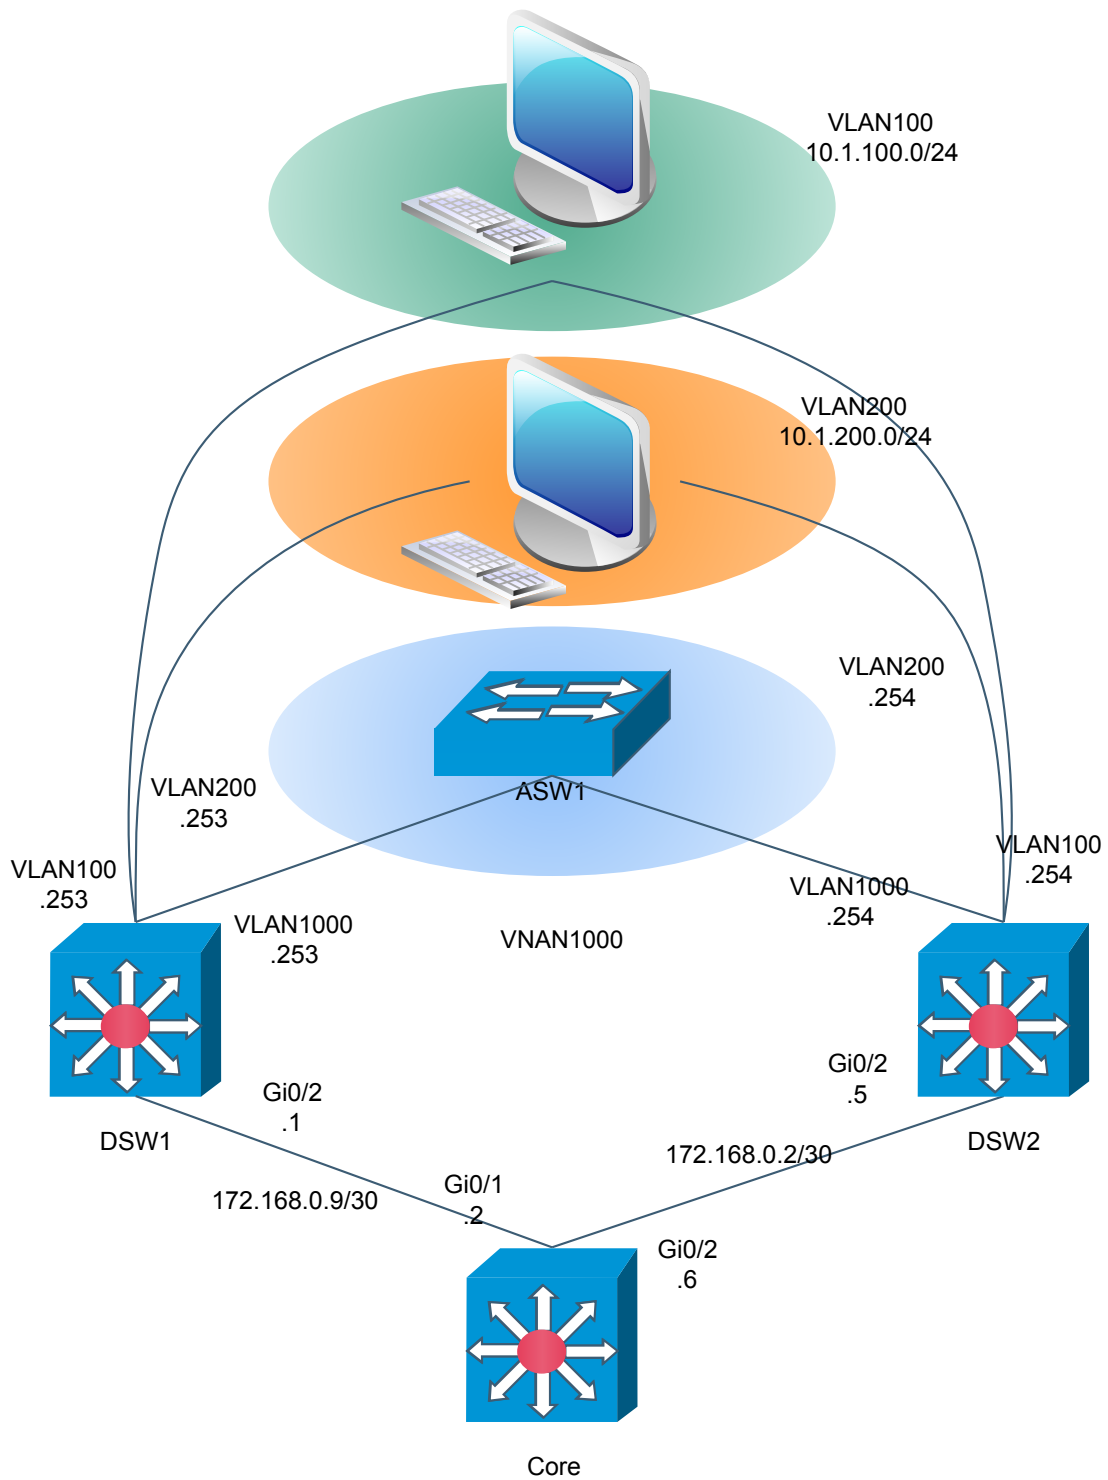 VLAN100
10.1.100.0/24
VLAN200
10.1.200.0/24
VLAN200
.254
VLAN200
.253
ASW1
VLAN100
.253
VLAN100
.254
VLAN1000
.253
VLAN1000
.254
VNAN1000
Gi0/2
.1
Gi0/2
.5
DSW1
DSW2
172.168.0.9/30
172.168.0.2/30
Gi0/1
.2
Gi0/2
.6
Core